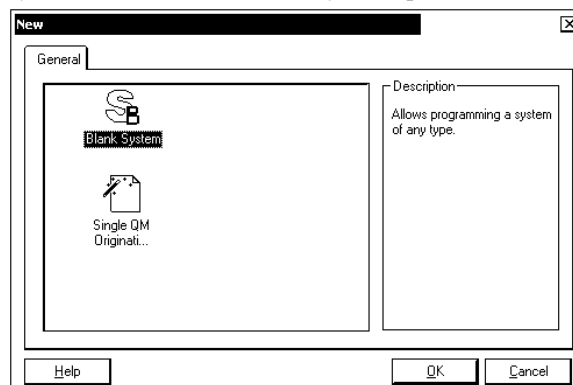 New
General
Blank System
Single QM
Originati...
Description
Allows programming a system
of any type.
Help
OK
Cancel